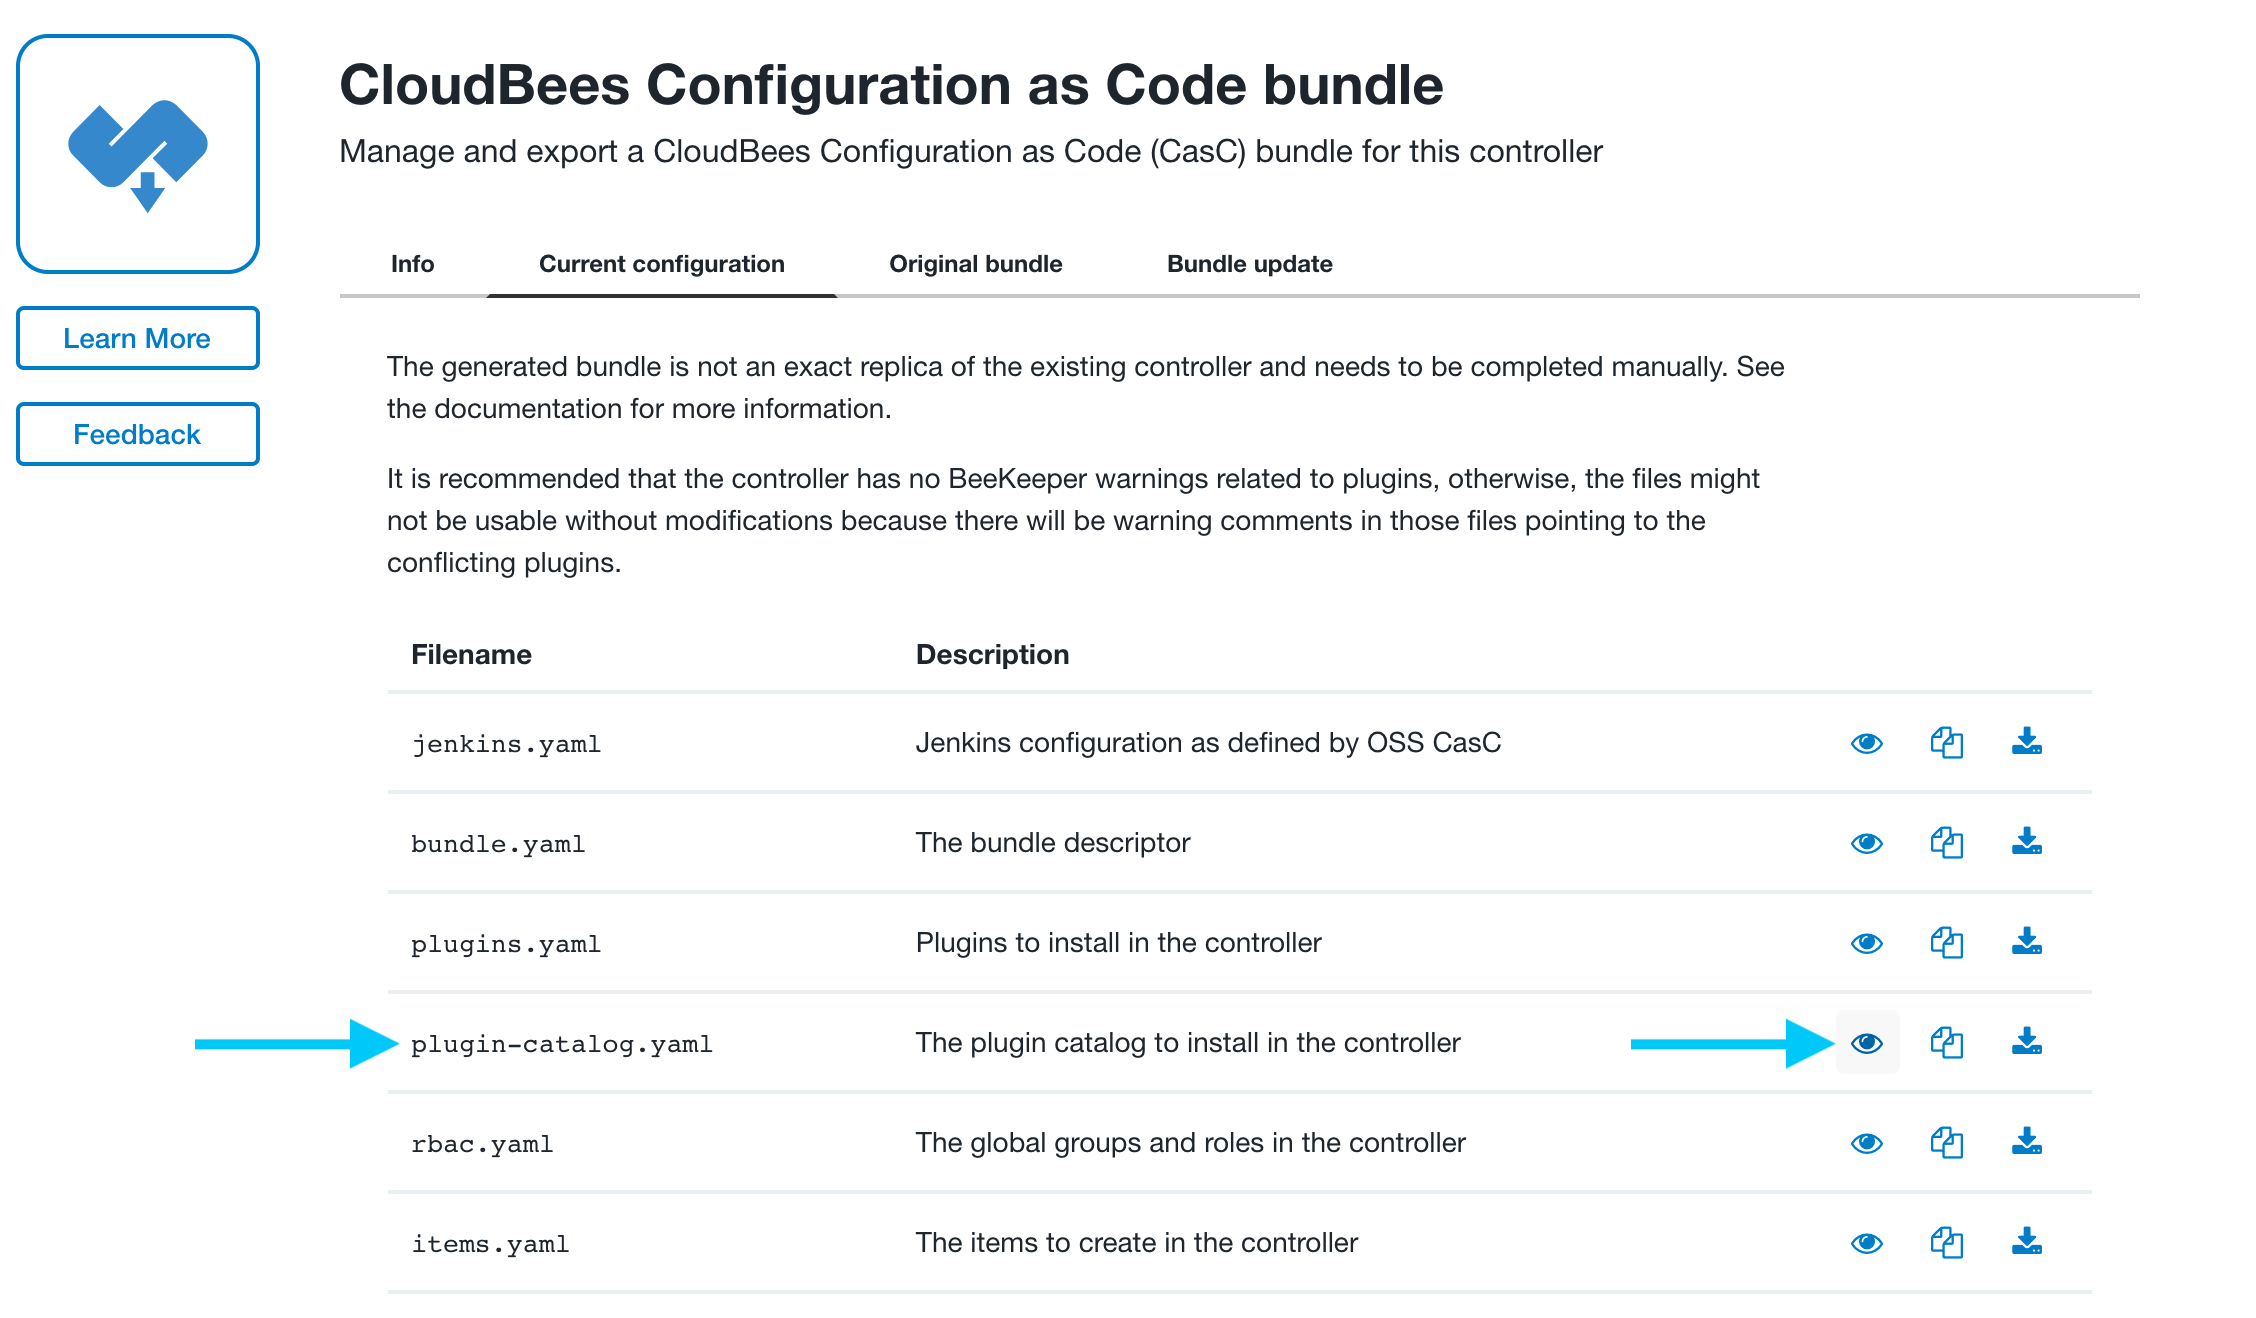 CloudBees Configuration as Code bundle
Manage and export a CloudBees Configuration as Code (CasC) bundle for this controller
Learn More
Feedback
Info Current configuration Original bundle Bundle update
The generated bundle is not an exact replica of the existing controller and needs to be completed manually. See
the documentation for more information.
It is recommended that the controller has no BeeKeeper warnings related to plugins, otherwise, the files might
not be usable without modifications because there will be warning comments in those files pointing to the
conflicting plugins.
Filename Description
jenkins.yaml Jenkins configuration as defined by OSS CasC
bundle.yaml The bundle descriptor
plugins.yaml Plugins to install in the controller
plugin-catalog.yaml The plugin catalog to install in the controller
rbac.yaml The global groups and roles in the controller
items.yaml The items to create in the controller